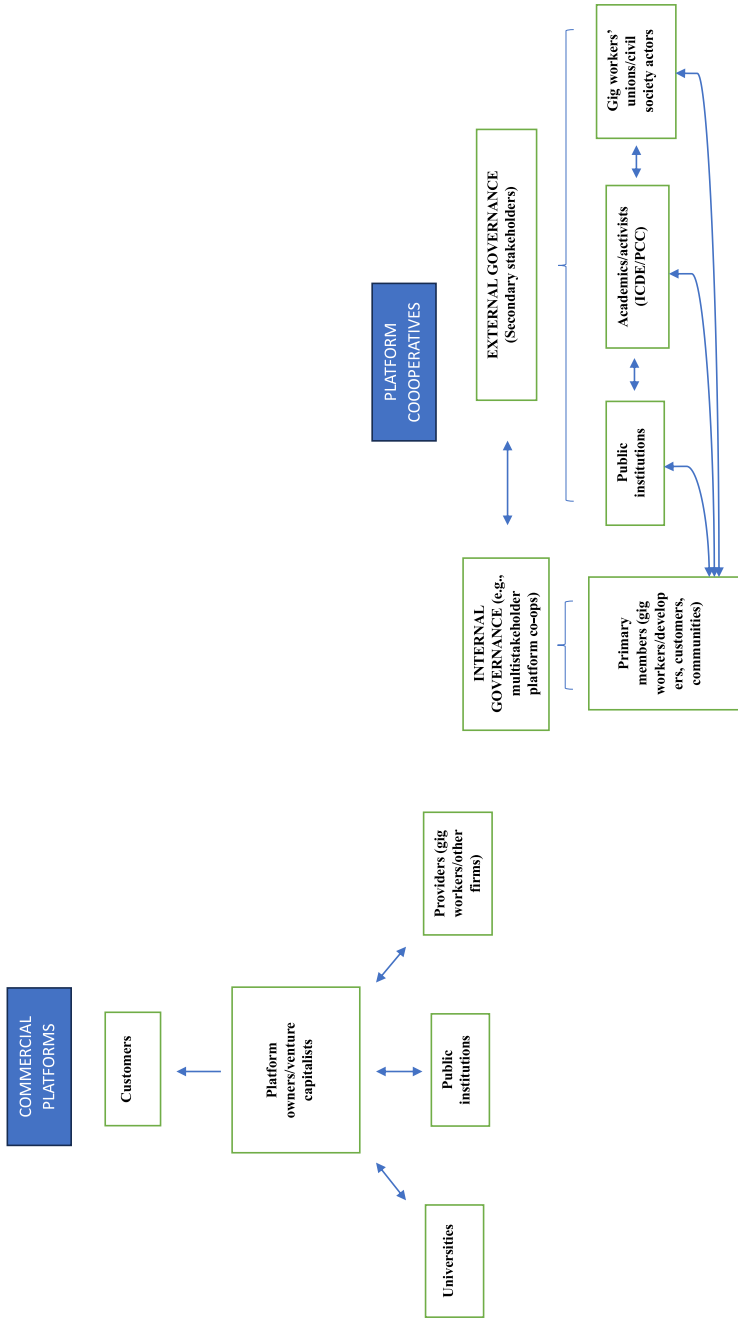 COMMERCIAL
PLATFORMS
Customers
Platform
owners/venture
capitalists
Universities
Public
institutions
Providers (gig
workers/other
firms)
PLATFORM
COOOPERATIVES
INTERNAL
GOVERNANCE (e.g.,
multistakeholder
platform co-ops)
EXTERNAL GOVERNANCE
(Secondary stakeholders)
Primary
members (gig
workers/develop
ers, customers,
communities)
Public
institutions
Academics/activists
(ICDE/PCC)
Gig workers’
unions/civil
society actors